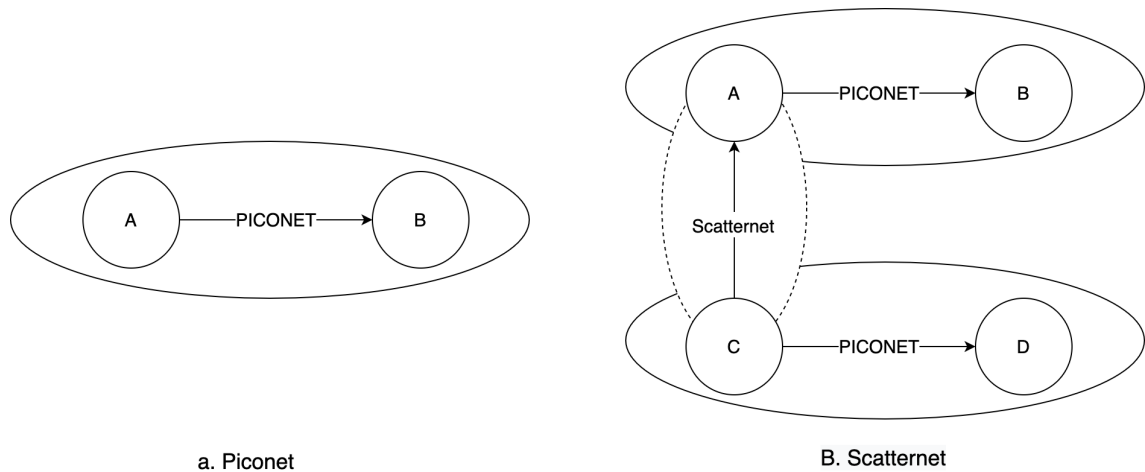 A
PICONET
B
a. Piconet
A
PICONET
B
Scatternet
C
PICONET
D
B. Scatternet